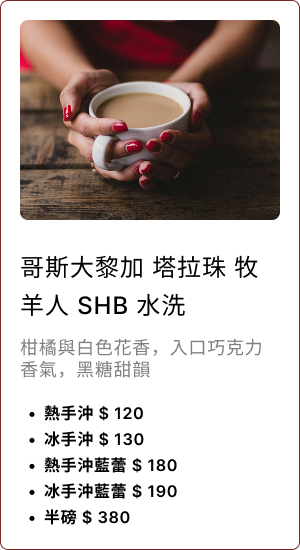 哥斯大黎加 塔拉珠 牧
羊人 SHB 水洗
柑橘與白色花香，入口巧克力
香氣，黑糖甜韻
• 熱手沖 $ 120
• 冰手沖 $ 130
• 熱手沖藍蕾 $ 180
• 冰手沖藍蕾 $ 190
• 半磅 $ 380